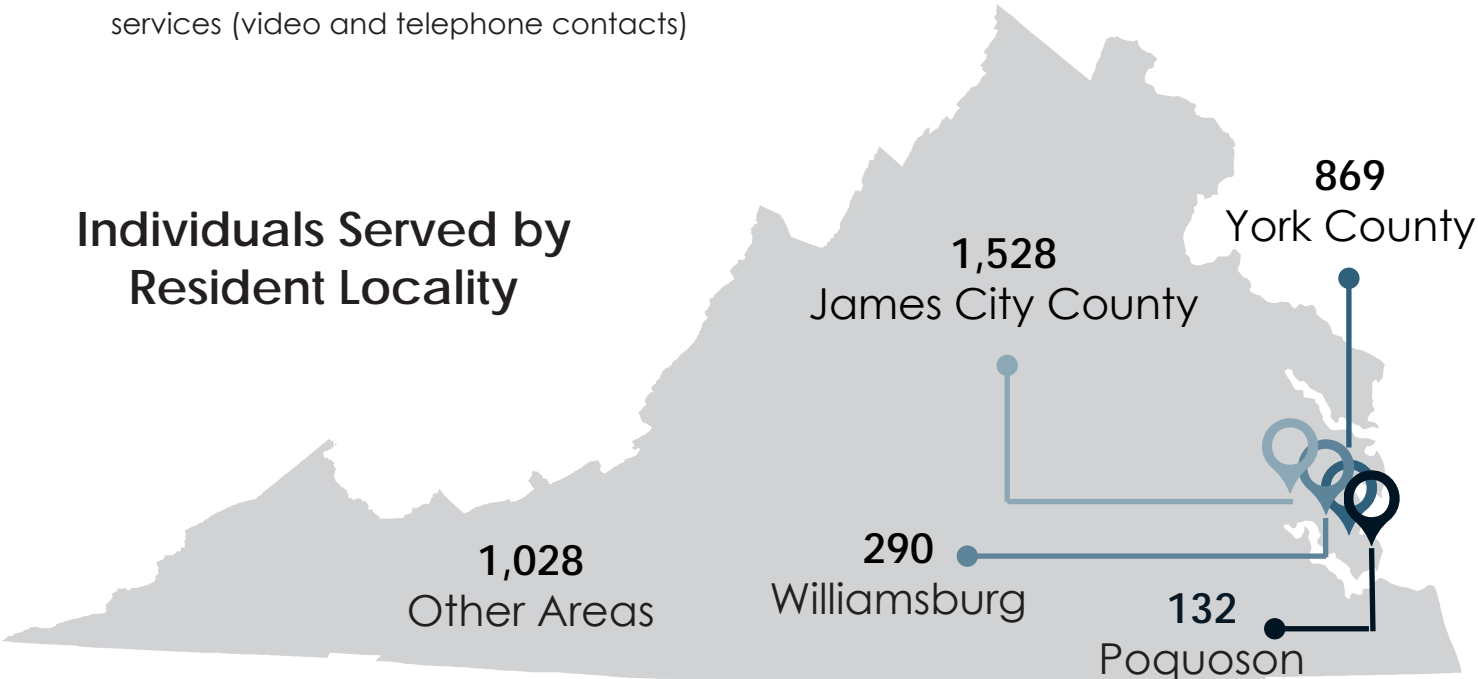 services (video and telephone contacts)
Individuals Served by
Resident Locality
869
York County
1,528
James City County
1,028
Other Areas
290
Williamsburg
132
Poquoson